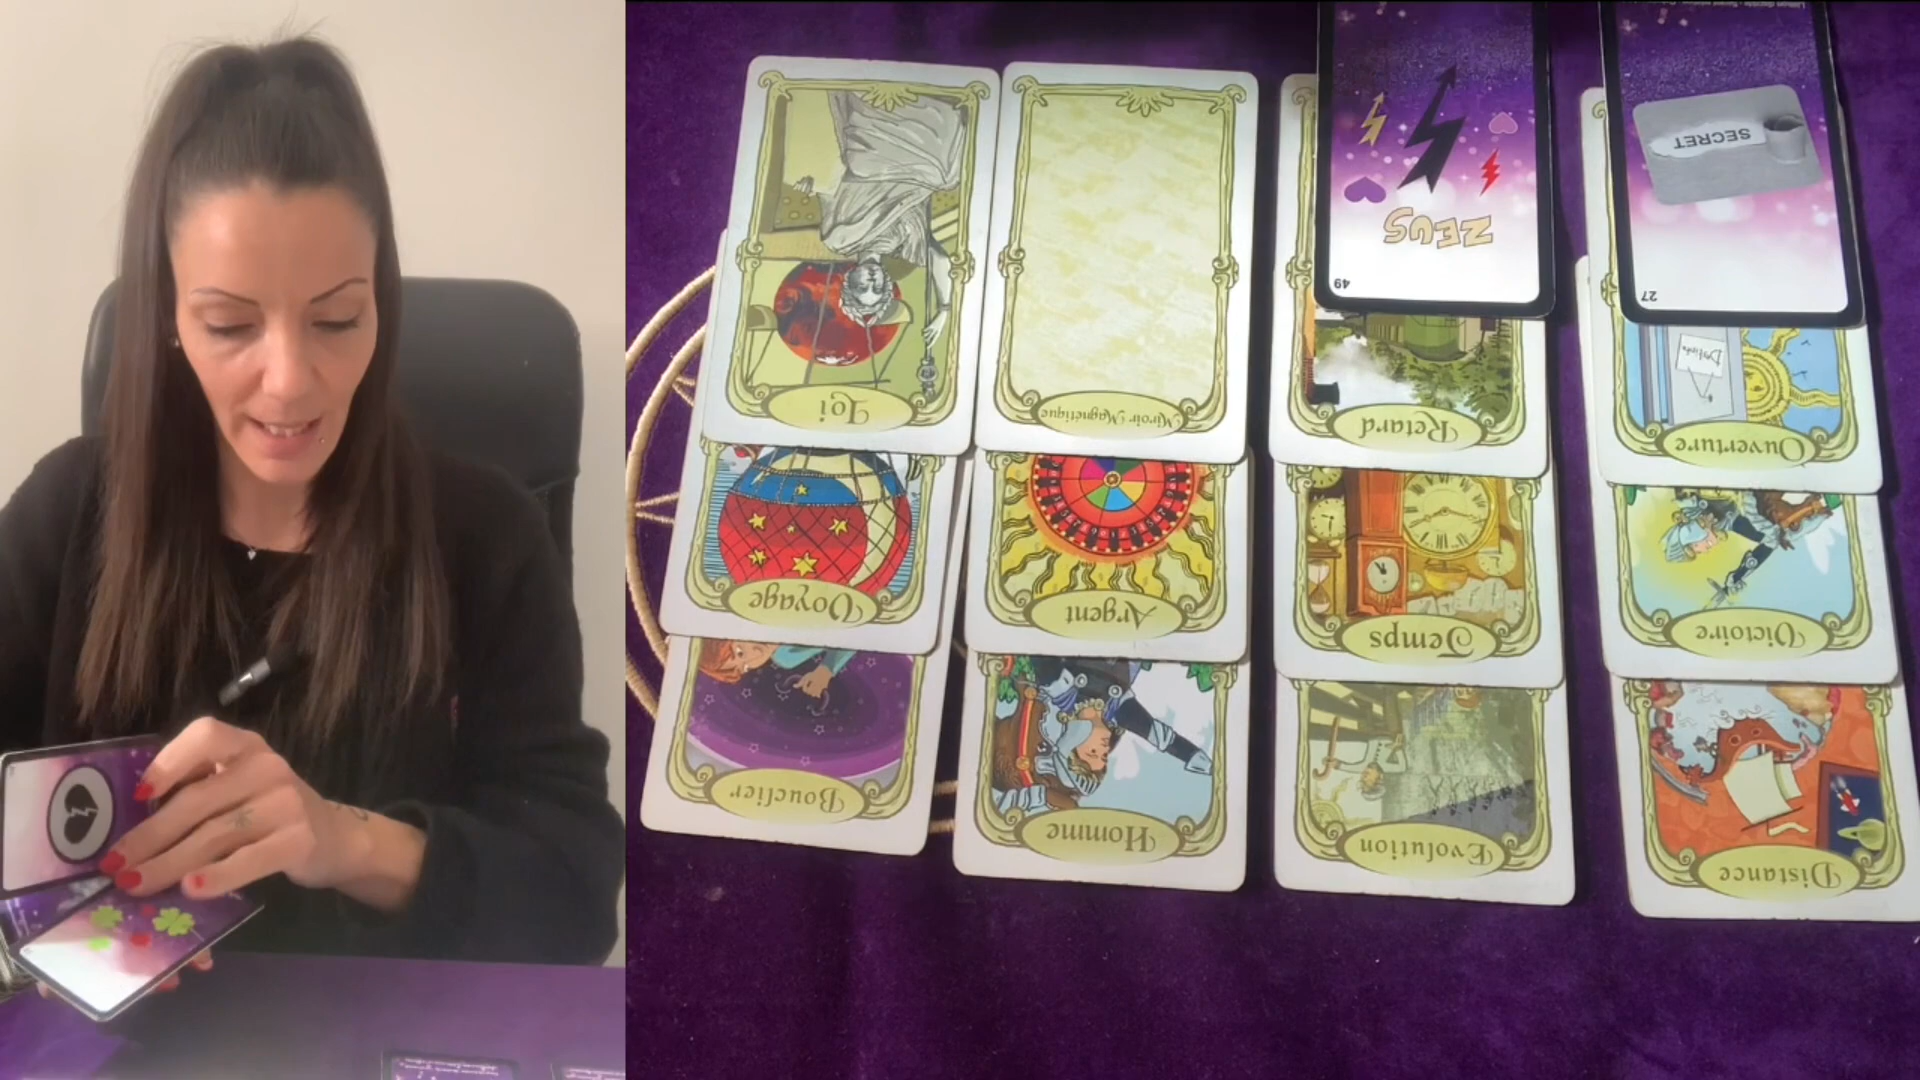 ZEUS
49
SECRET
27
Loi
Miroir Magnétique
Retard
Ouverture
Voyage
Argent
Temps
Victoire
Bouclier
Homme
Evolution
Distance